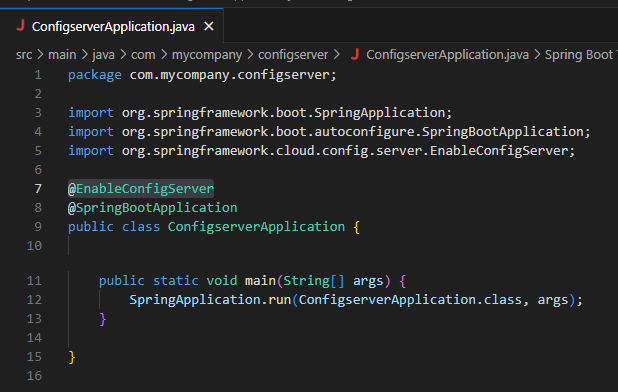 J ConfigserverApplication.java ×
src > main > java > com > mycompany > configserver > J ConfigserverApplication.java > Spring Boot
1 package com.mycompany.configserver;
2
3 import org.springframework.boot.SpringApplication;
4 import org.springframework.boot.autoconfigure.SpringBootApplication;
5 import org.springframework.cloud.config.server.EnableConfigServer;
6
7 @EnableConfigServer
8 @SpringBootApplication
9 public class ConfigserverApplication {
10
11 public static void main(String[] args) {
12 SpringApplication.run(ConfigserverApplication.class, args);
13 }
14
15 }
16